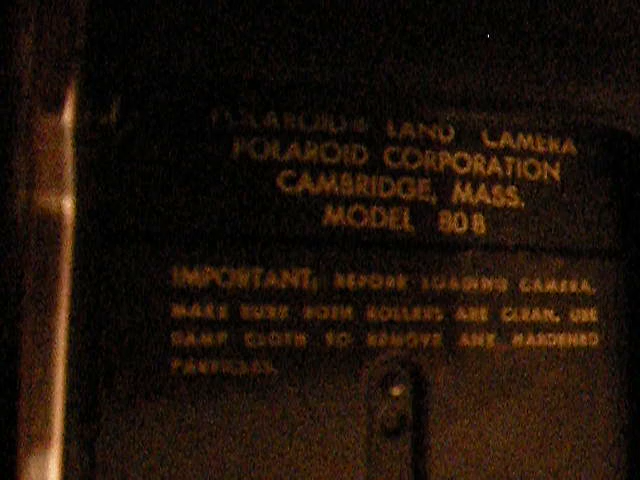 POLAROID® LAND CAMERA
POLAROID CORPORATION
CAMBRIDGE, MASS.
MODEL 80B
IMPORTANT: BEFORE LOADING CAMERA,
MAKE SURE BOTH ROLLERS ARE CLEAN. USE
DAMP CLOTH TO REMOVE ANY HARDENED
PARTICLES.